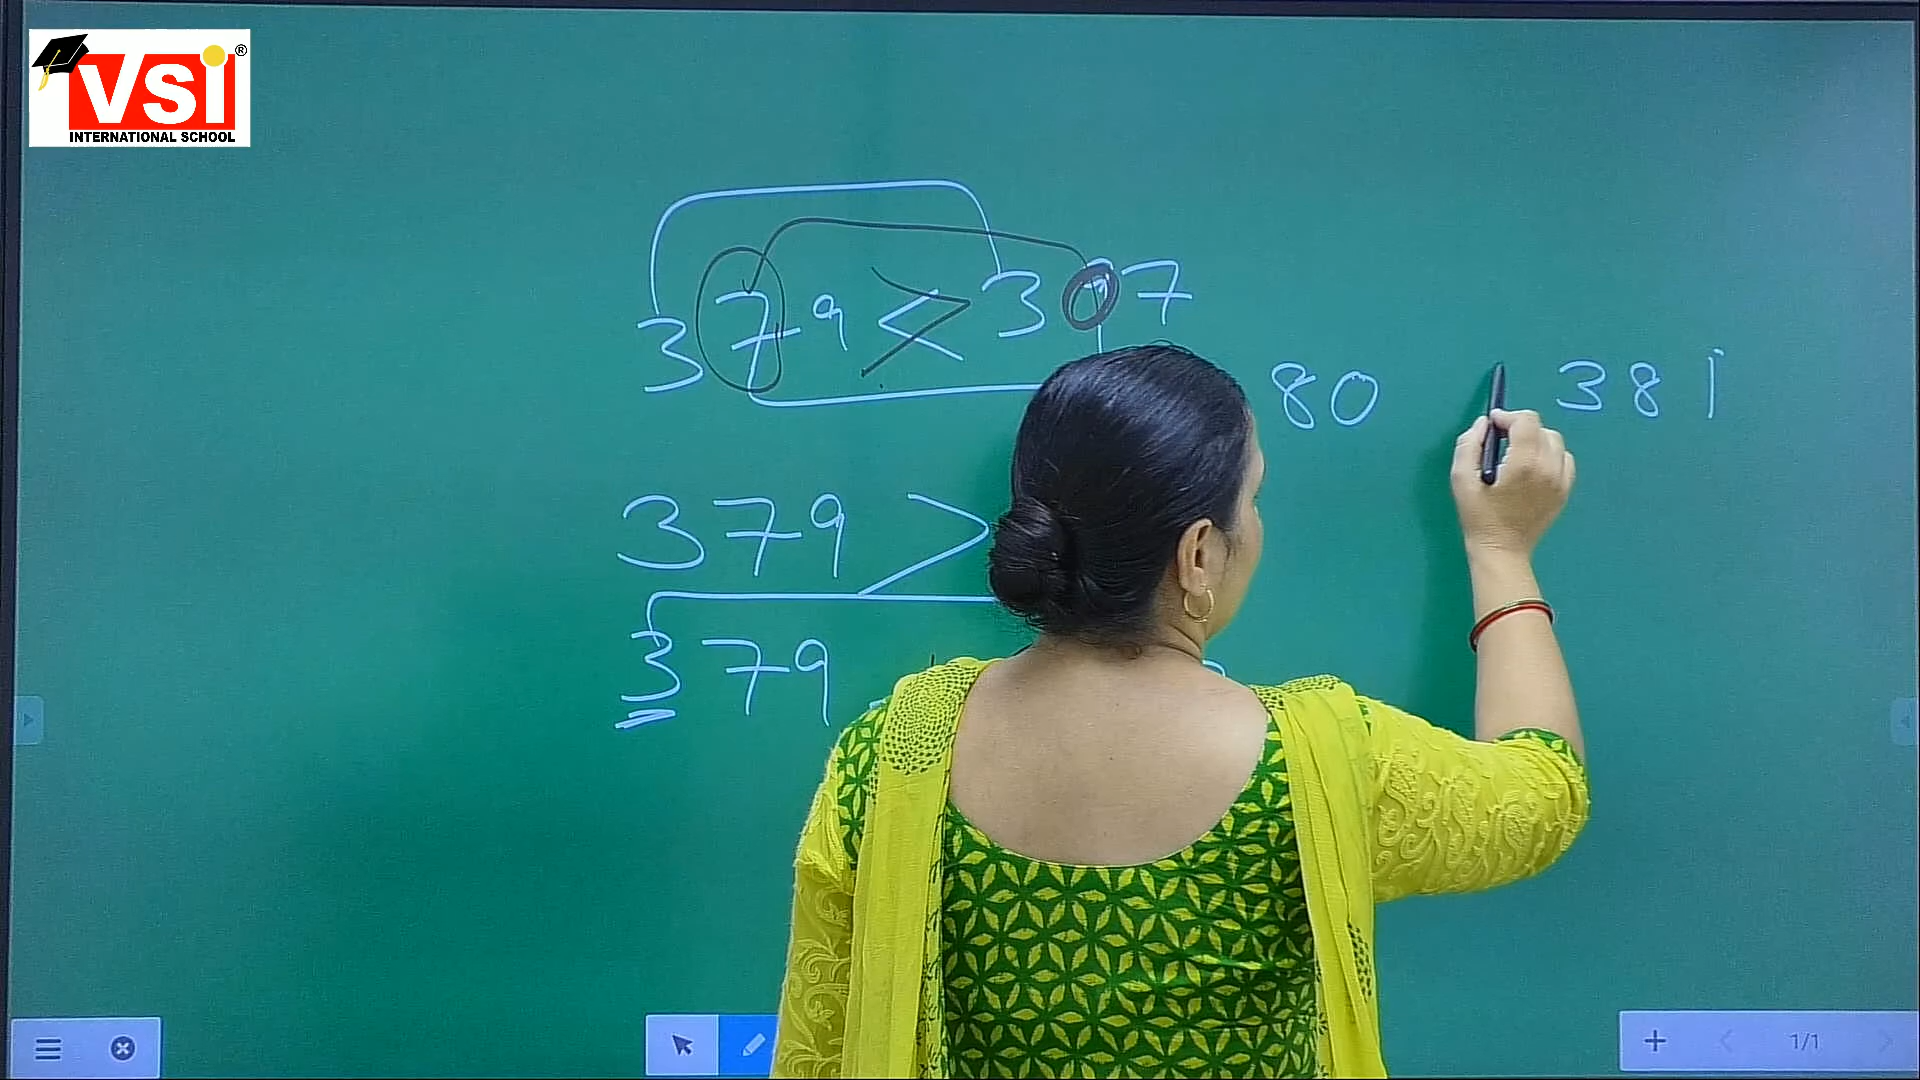 VSI®
INTERNATIONAL SCHOOL
379 < 307
80 381
379 >
379
1/1